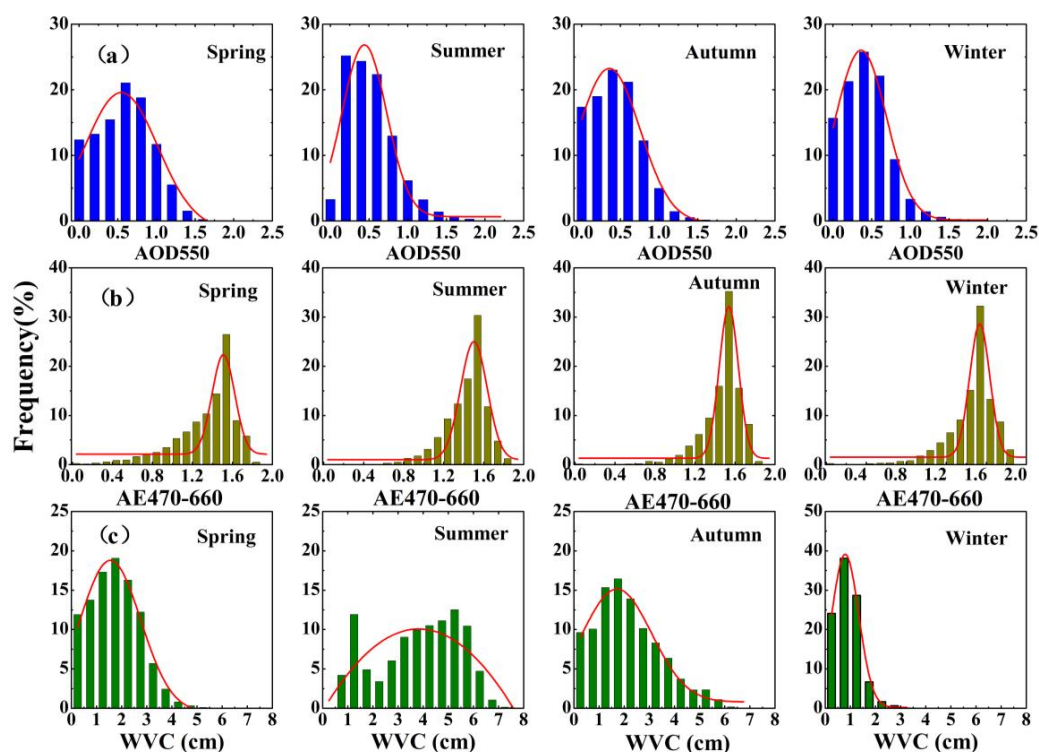 (a) Spring Summer Autumn Winter
30 30 30 30
20 20 20 20
10 10 10 10
0 0 0 0
0.0 0.5 1.0 1.5 2.0 2.5 0.0 0.5 1.0 1.5 2.0 2.5 0.0 0.5 1.0 1.5 2.0 2.5 0.0 0.5 1.0 1.5 2.0 2.5
AOD550 AOD550 AOD550 AOD550
Frequency(%)
(b) Spring Summer Autumn Winter
40 40 40 40
30 30 30 30
20 20 20 20
10 10 10 10
0 0 0 0
0.0 0.4 0.8 1.2 1.6 2.0 0.0 0.4 0.8 1.2 1.6 2.0 0.0 0.4 0.8 1.2 1.6 2.0 0.0 0.4 0.8 1.2 1.6 2.0
AE470-660 AE470-660 AE470-660 AE470-660
(c) Spring Summer Autumn Winter
25 25 25 50
20 20 20 40
15 15 15 30
10 10 10 20
5 5 5 10
0 0 0 0
0 1 2 3 4 5 6 7 8 0 1 2 3 4 5 6 7 8 0 1 2 3 4 5 6 7 8 0 1 2 3 4 5 6 7 8
WVC (cm) WVC (cm) WVC (cm) WVC (cm)